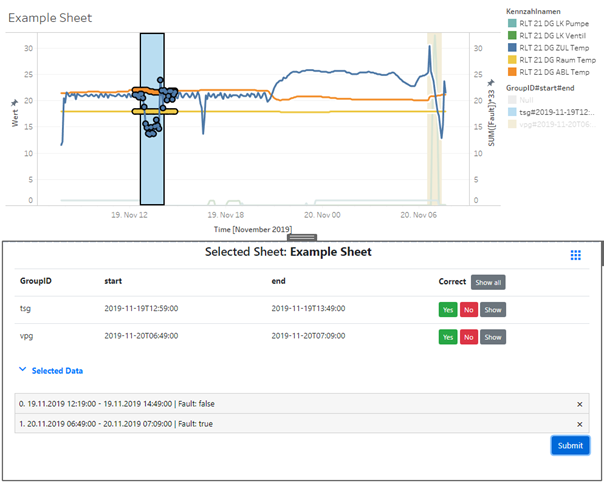 Example Sheet
Kennzahlnamen
RLT 21 DG LK Pumpe
RLT 21 DG LK Ventil
RLT 21 DG ZUL Temp
RLT 21 DG Raum Temp
RLT 21 DG ABL Temp
GroupID#start#end
Null
tsg#2019-11-19T12:..
vpg#2019-11-20T06..
Wert
30
25
20
15
10
5
0
30
25
20
15
10
5
0
SUM([Fault])*33
19. Nov 12
19. Nov 18
20. Nov 00
20. Nov 06
Time [November 2019]
Selected Sheet: Example Sheet
GroupID start end Correct Show all
tsg 2019-11-19T12:59:00 2019-11-19T13:49:00 Yes No Show
vpg 2019-11-20T06:49:00 2019-11-20T07:09:00 Yes No Show
Selected Data
0. 19.11.2019 12:19:00 - 19.11.2019 14:49:00 | Fault: false ×
1. 20.11.2019 06:49:00 - 20.11.2019 07:09:00 | Fault: true ×
Submit